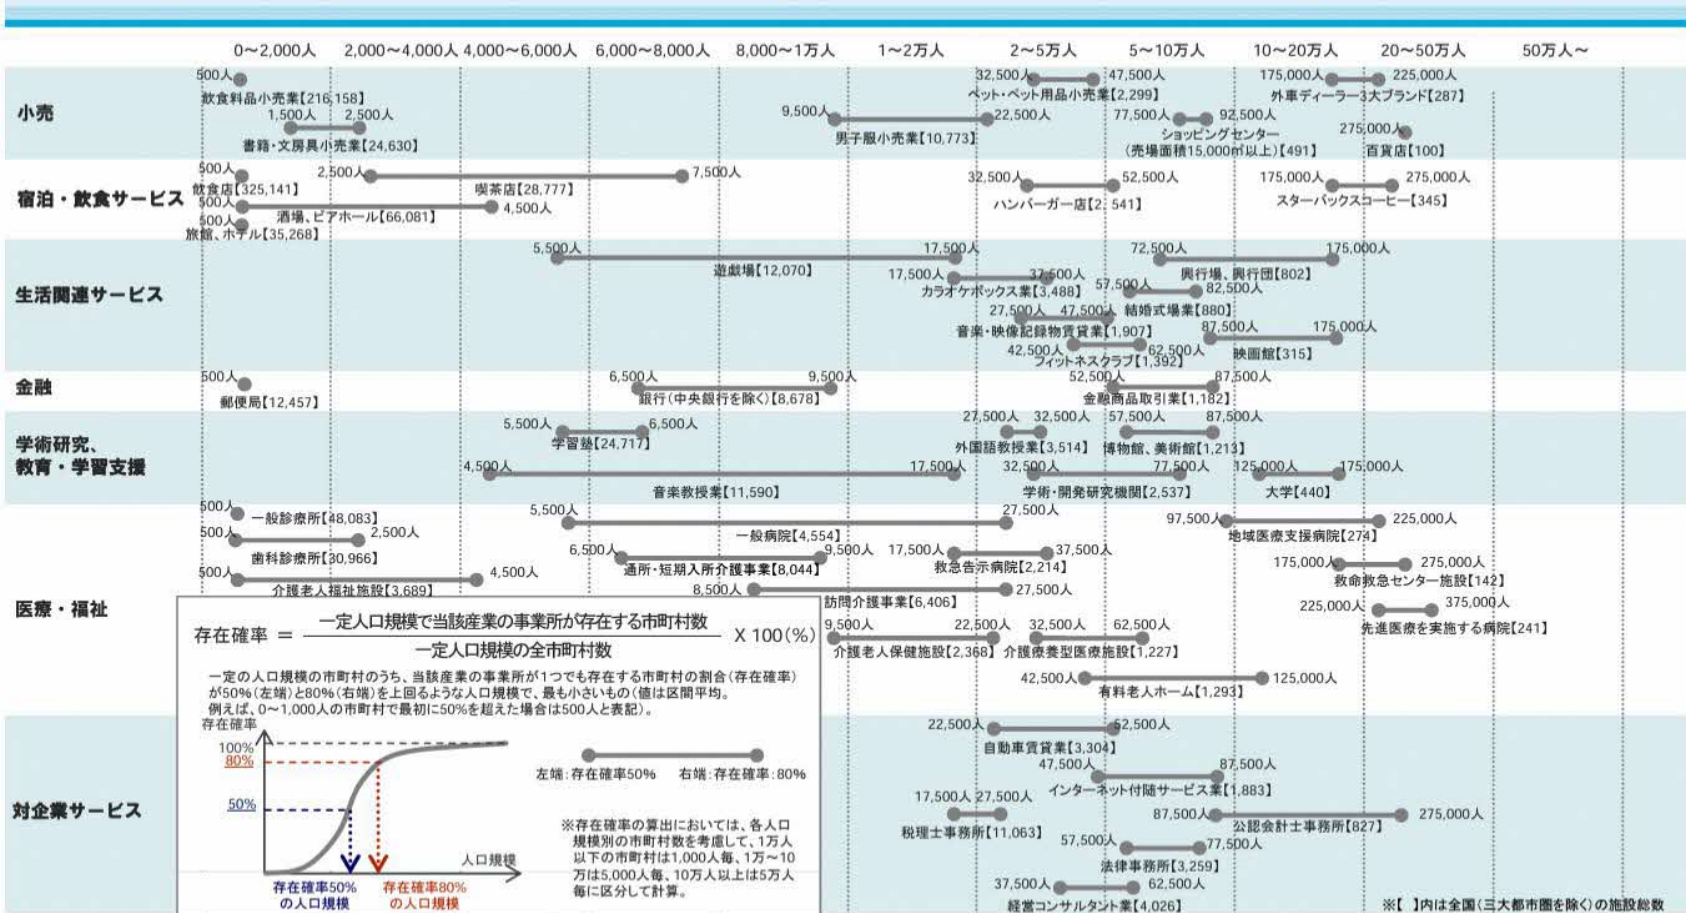 0～2,000人 2,000～4,000人 4,000～6,000人 6,000～8,000人 8,000～1万人 1～2万人 2～5万人 5～10万人 10～20万人 20～50万人 50万人～
小売
500人
飲食料品小売業【216,158】
1,500人 2,500人
書籍・文房具小売業【24,630】
9,500人 22,500人
男子服小売業【10,773】
32,500人 47,500人
ペット・ペット用品小売業【2,299】
77,500人 92,500人
ショッピングセンター
（売場面積15,000㎡以上）【491】
175,000人 225,000人
外車ディーラー3大ブランド【287】
275,000人
百貨店【100】
宿泊・飲食サービス
500人
飲食店【325,141】
2,500人 7,500人
喫茶店【28,777】
500人 4,500人
酒場、ビアホール【66,081】
500人
旅館、ホテル【35,268】
32,500人 52,500人
ハンバーガー店【2,541】
175,000人 275,000人
スターバックスコーヒー【345】
生活関連サービス
5,500人 17,500人
遊戯場【12,070】
17,500人 37,500人
カラオケボックス業【3,488】
27,500人 47,500人
音楽・映像記録物賃貸業【1,907】
42,500人 62,500人
フィットネスクラブ【1,392】
72,500人 175,000人
興行場、興行団【802】
57,500人 82,500人
結婚式場業【880】
87,500人 175,000人
映画館【315】
金融
500人
郵便局【12,457】
6,500人 9,500人
銀行（中央銀行を除く）【8,678】
52,500人 87,500人
金融商品取引業【1,182】
学術研究、
教育・学習支援
5,500人 6,500人
学習塾【24,717】
4,500人 17,500人
音楽教授業【11,590】
27,500人 32,500人
外国語教授業【3,514】
57,500人 87,500人
博物館、美術館【1,213】
32,500人 77,500人
学術・開発研究機関【2,537】
125,000人 175,000人
大学【440】
医療・福祉
500人
一般診療所【48,083】
500人 2,500人
歯科診療所【30,966】
500人 4,500人
介護老人福祉施設【3,689】
5,500人 27,500人
一般病院【4,554】
6,500人 9,500人
通所・短期入所介護事業【8,044】
17,500人 37,500人
救急告示病院【2,214】
8,500人 27,500人
訪問介護事業【6,406】
9,500人 22,500人
介護老人保健施設【2,368】
32,500人 62,500人
介護療養型医療施設【1,227】
42,500人 125,000人
有料老人ホーム【1,293】
97,500人 225,000人
地域医療支援病院【274】
175,000人 275,000人
救命救急センター施設【142】
225,000人 375,000人
先進医療を実施する病院【241】
対企業サービス
22,500人 52,500人
自動車賃貸業【3,304】
47,500人 87,500人
インターネット付随サービス業【1,883】
17,500人 27,500人
税理士事務所【11,063】
87,500人 275,000人
公認会計士事務所【827】
57,500人 77,500人
法律事務所【3,259】
37,500人 62,500人
経営コンサルタント業【4,026】
存在確率 ＝ 一定人口規模で当該産業の事業所が存在する市町村数 X 100（%）
一定人口規模の全市町村数
一定の人口規模の市町村のうち、当該産業の事業所が1つでも存在する市町村の割合（存在確率）
が50%（左端）と80%（右端）を上回るような人口規模で、最も小さいもの（値は区間平均。
例えば、0～1,000人の市町村で最初に50%を超えた場合は500人と表記）。
存在確率
100%
80%
50%
人口規模
存在確率50%
の人口規模
存在確率80%
の人口規模
左端：存在確率50% 右端：存在確率：80%
※存在確率の算出においては、各人口
規模別の市町村数を考慮して、1万人
以下の市町村は1,000人毎、1万～10
万は5,000人毎、10万人以上は5万人
毎に区分して計算。
※【 】内は全国（三大都市圏を除く）の施設総数